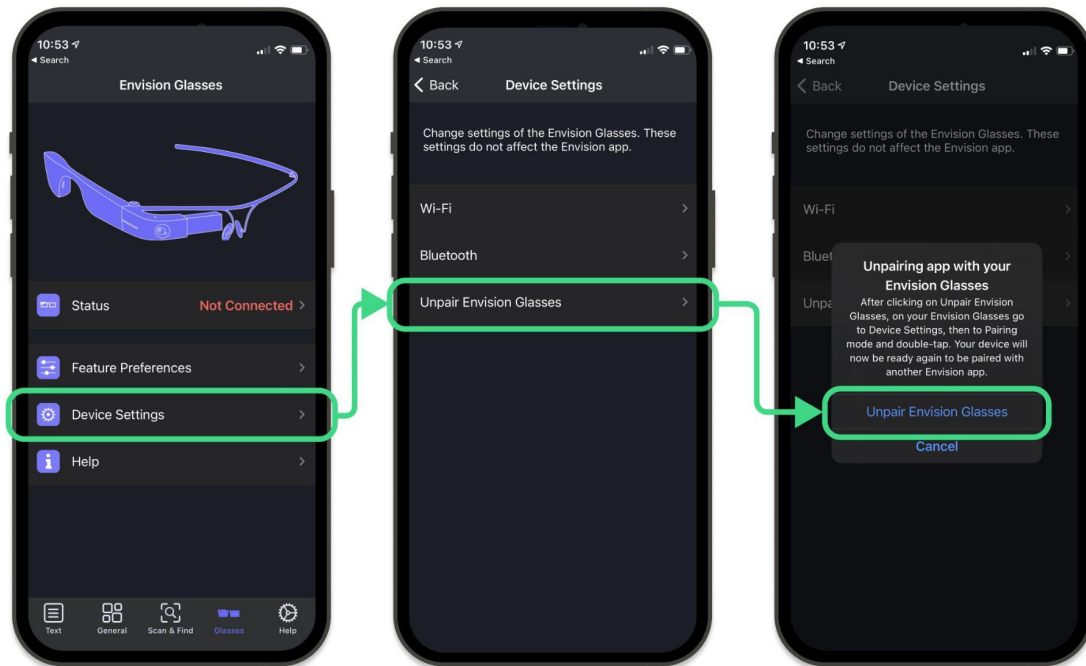 10:53
Search
Envision Glasses
Status
Not Connected
Feature Preferences
Device Settings
Help
Text
General
Scan & Find
Glasses
Help
10:53
Search
Back
Device Settings
Change settings of the Envision Glasses. These
settings do not affect the Envision app.
Wi-Fi
Bluetooth
Unpair Envision Glasses
10:53
Search
Back
Device Settings
Change settings of the Envision Glasses. These
settings do not affect the Envision app.
Wi-Fi
Bluet
Unpa
Unpairing app with your
Envision Glasses
After clicking on Unpair Envision
Glasses, on your Envision Glasses go
to Device Settings, then to Pairing
mode and double-tap. Your device will
now be ready again to be paired with
another Envision app.
Unpair Envision Glasses
Cancel